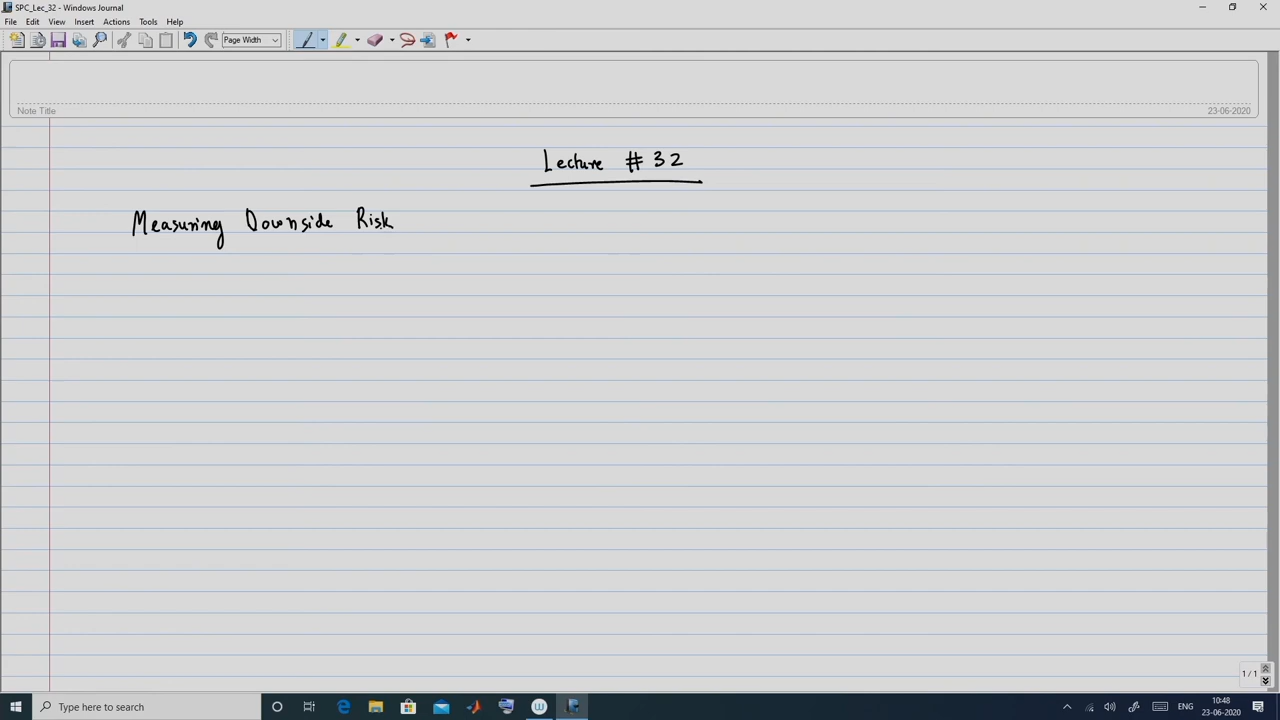 SPC_Lec_32 - Windows Journal
File Edit View Insert Actions Tools Help
Page Width
Note Title
23-06-2020
Lecture # 32
Measuring Downside Risk
1 / 1
Type here to search
ENG
10:48
23-06-2020